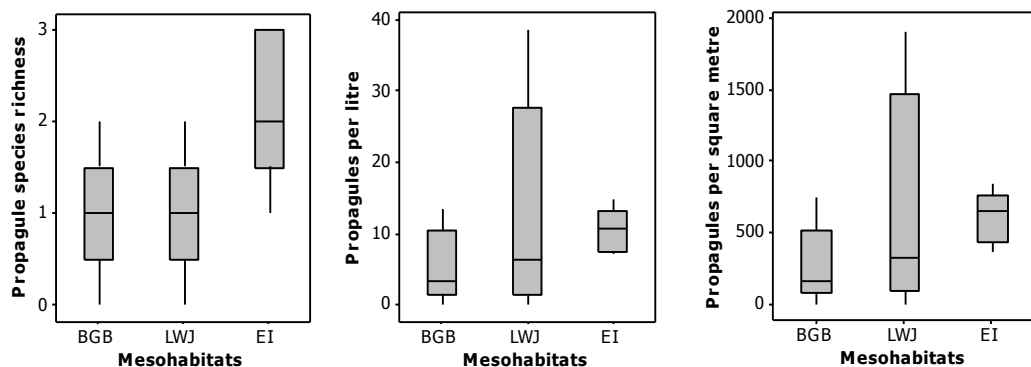 Propagule species richness
3
2
1
0
BGB LWJ EI
Mesohabitats
Propagules per litre
40
30
20
10
0
BGB LWJ EI
Mesohabitats
Propagules per square metre
2000
1500
1000
500
0
BGB LWJ EI
Mesohabitats